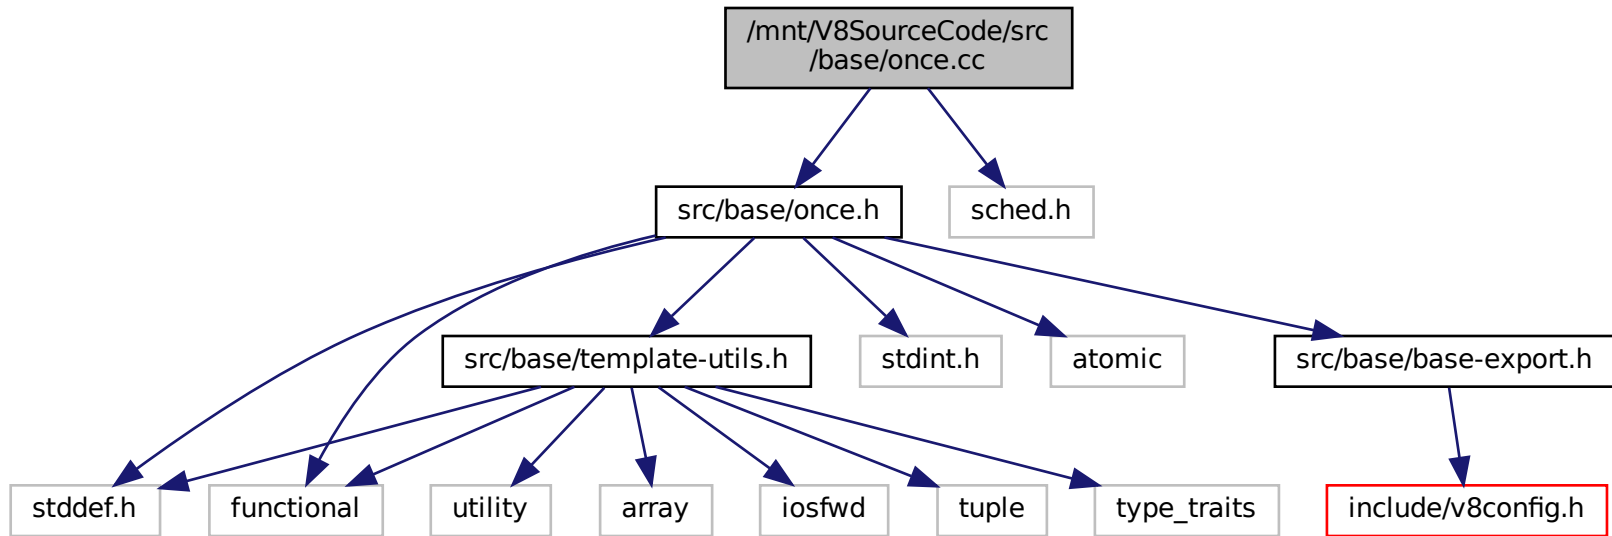 /mnt/V8SourceCode/src
/base/once.cc
src/base/once.h
sched.h
src/base/template-utils.h
stdint.h
atomic
src/base/base-export.h
stddef.h
functional
utility
array
iosfwd
tuple
type_traits
include/v8config.h